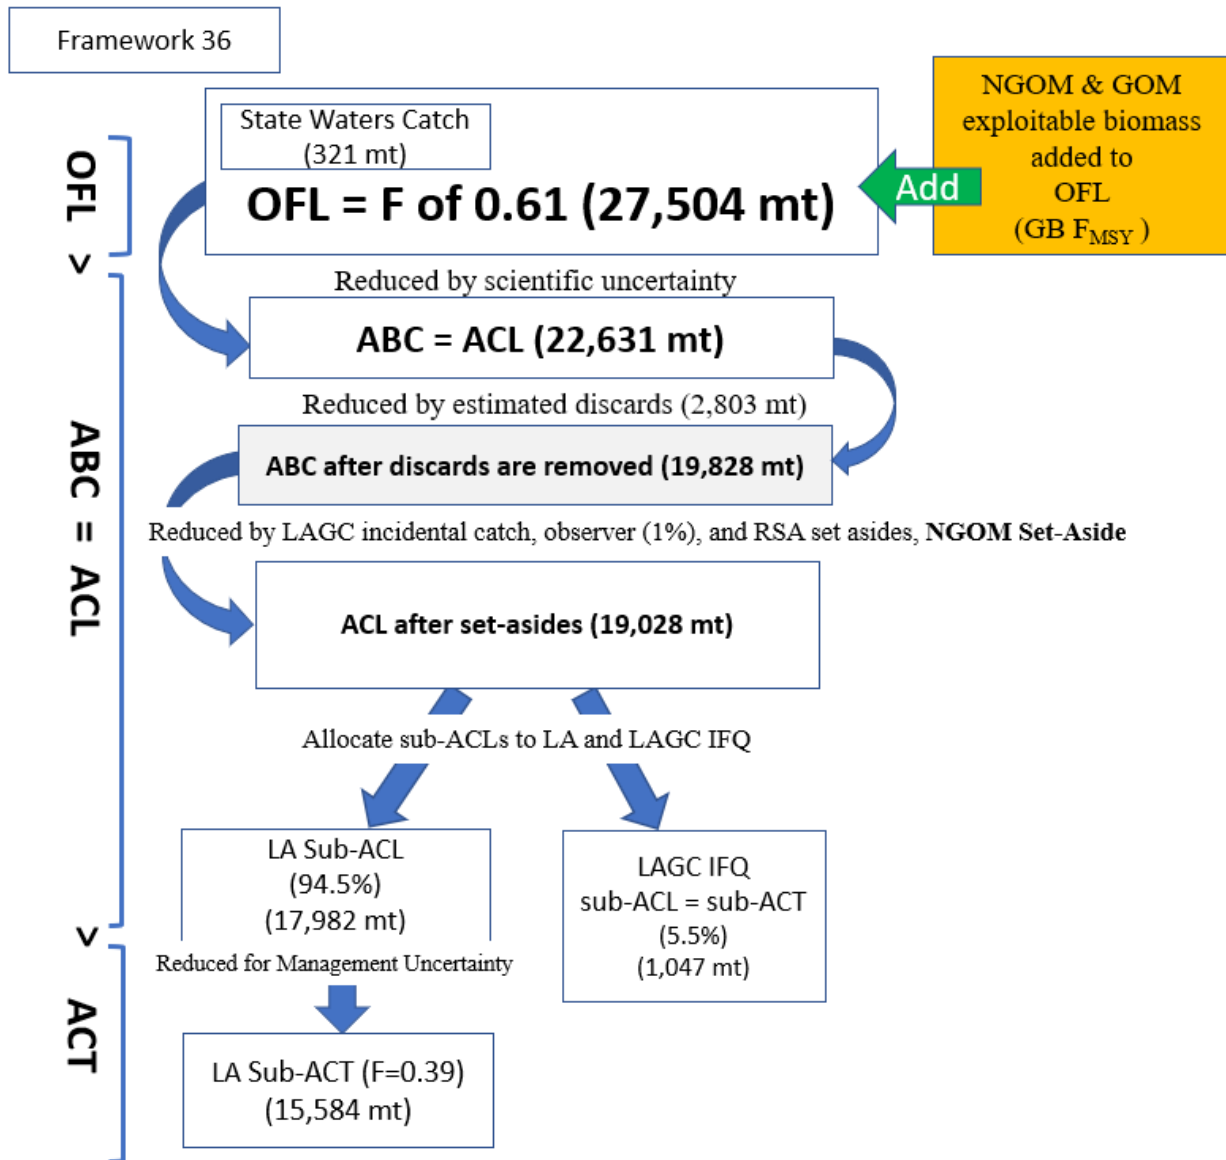 Framework 36
State Waters Catch
(321 mt)
OFL = F of 0.61 (27,504 mt)
NGOM & GOM
exploitable biomass
added to
OFL
(GB FMSY )
Add
OFL
>
Reduced by scientific uncertainty
ABC = ACL (22,631 mt)
Reduced by estimated discards (2,803 mt)
ABC after discards are removed (19,828 mt)
ABC = ACL
Reduced by LAGC incidental catch, observer (1%), and RSA set asides, NGOM Set-Aside
ACL after set-asides (19,028 mt)
Allocate sub-ACLs to LA and LAGC IFQ
LA Sub-ACL
(94.5%)
(17,982 mt)
LAGC IFQ
sub-ACL = sub-ACT
(5.5%)
(1,047 mt)
>
Reduced for Management Uncertainty
ACT
LA Sub-ACT (F=0.39)
(15,584 mt)